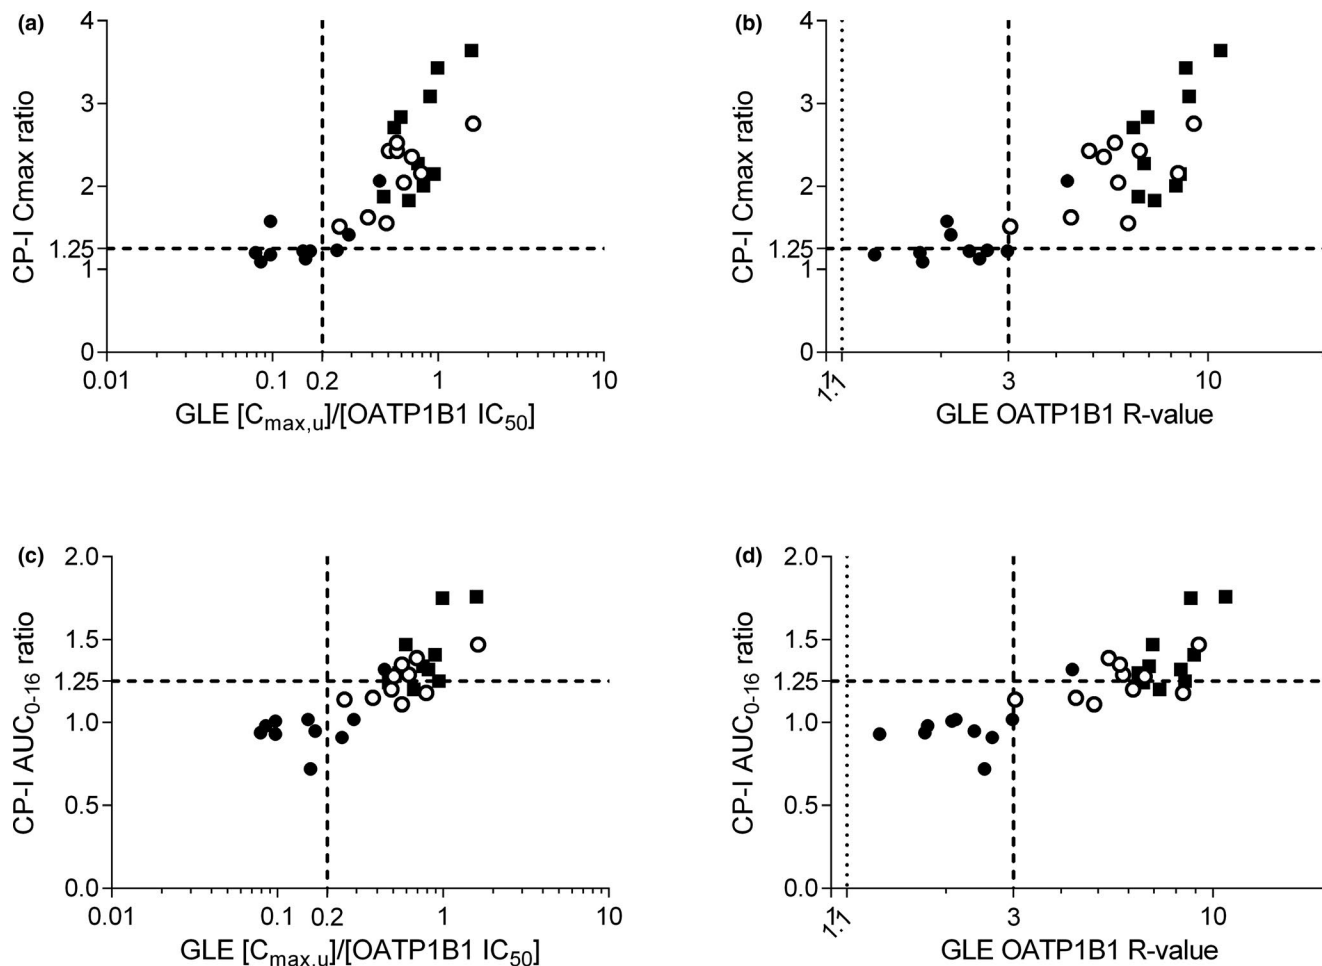 (a)
CP-I Cmax ratio
4
3
2
1.25
1
0
0.01 0.1 0.2 1 10
GLE [Cmax,u]/[OATP1B1 IC50]
(b)
CP-I Cmax ratio
4
3
2
1.25
1
0
1 1.1 3 10
GLE OATP1B1 R-value
(c)
CP-I AUC0-16 ratio
2.0
1.5
1.25
1.0
0.5
0.0
0.01 0.1 0.2 1 10
GLE [Cmax,u]/[OATP1B1 IC50]
(d)
CP-I AUC0-16 ratio
2.0
1.5
1.25
1.0
0.5
0.0
1 1.1 3 10
GLE OATP1B1 R-value